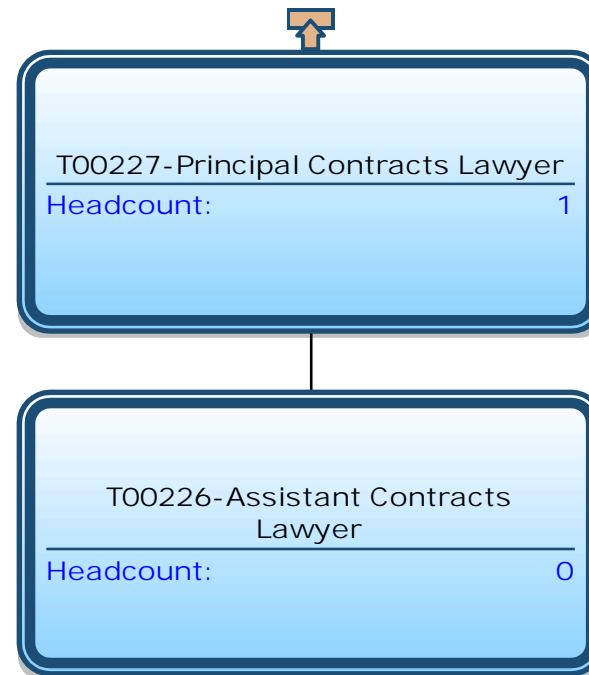 T00227-Principal Contracts Lawyer
Headcount: 1
T00226-Assistant Contracts
Lawyer
Headcount: 0